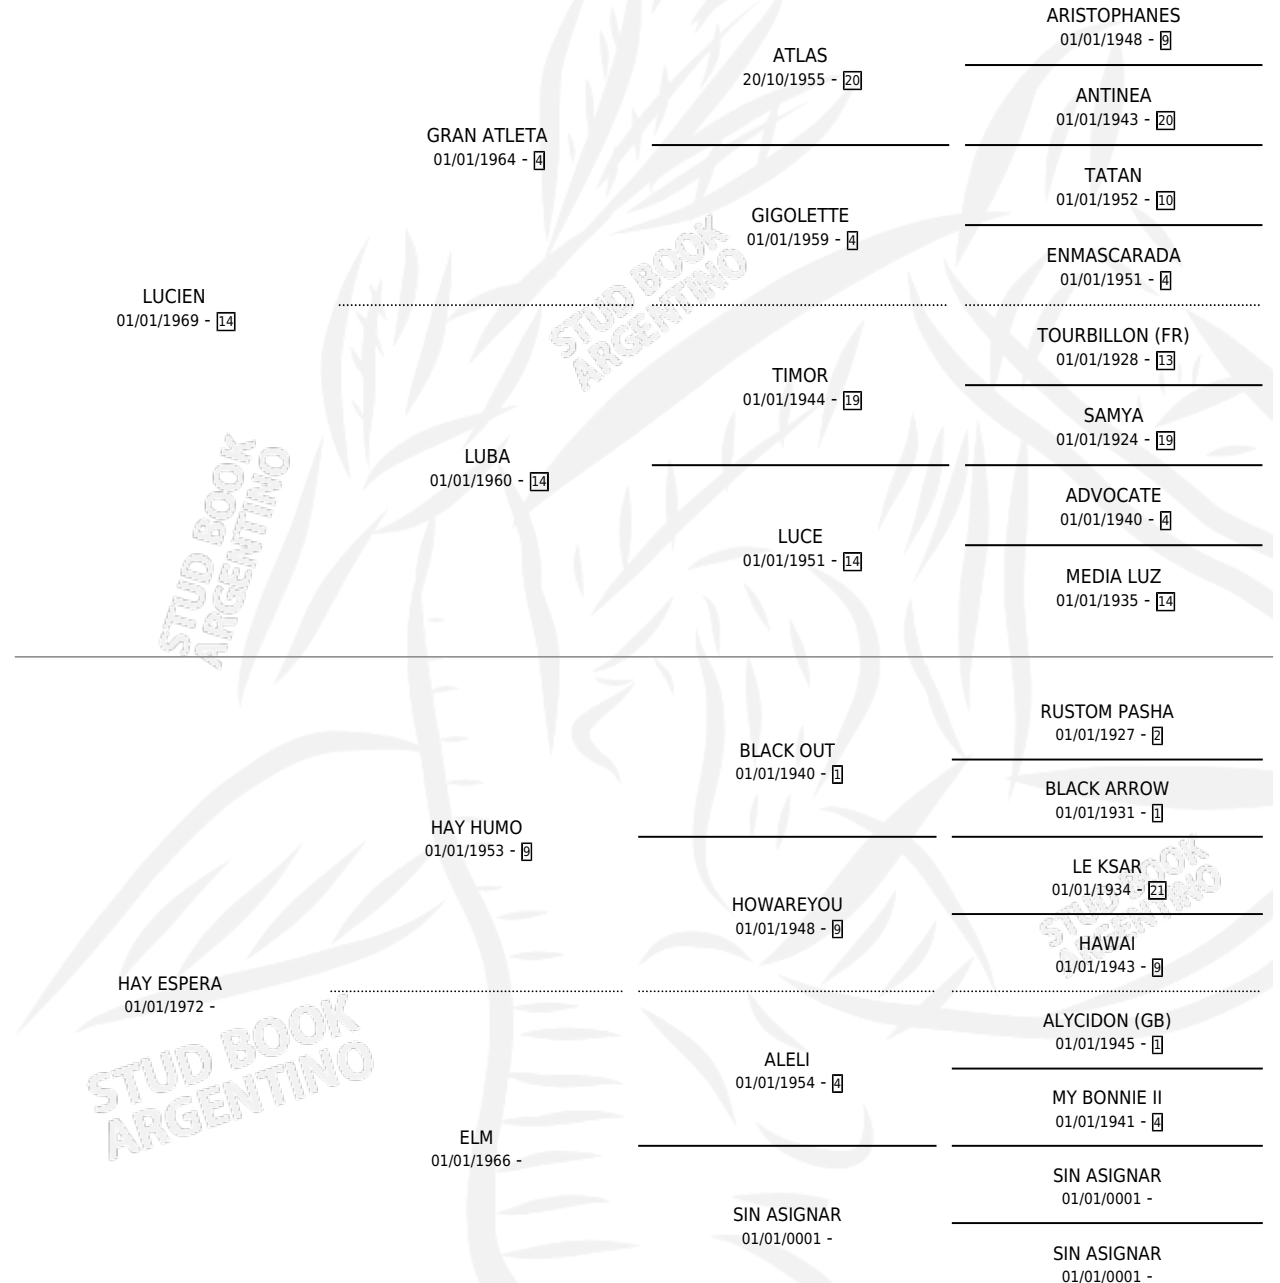 ARISTOPHANES
01/01/1948 - 9
ATLAS
20/10/1955 - 20
ANTINEA
01/01/1943 - 20
GRAN ATLETA
01/01/1964 - 4
TATAN
01/01/1952 - 10
GIGOLETTE
01/01/1959 - 4
ENMASCARADA
01/01/1951 - 4
LUCIEN
01/01/1969 - 14
TOURBILLON (FR)
01/01/1928 - 13
TIMOR
01/01/1944 - 19
SAMYA
01/01/1924 - 19
LUBA
01/01/1960 - 14
ADVOCATE
01/01/1940 - 4
LUCE
01/01/1951 - 14
MEDIA LUZ
01/01/1935 - 14
RUSTOM PASHA
01/01/1927 - 2
BLACK OUT
01/01/1940 - 1
BLACK ARROW
01/01/1931 - 1
HAY HUMO
01/01/1953 - 9
LE KSAR
01/01/1934 - 21
HOWAREYOU
01/01/1948 - 9
HAWAI
01/01/1943 - 9
HAY ESPERA
01/01/1972 -
ALYCIDON (GB)
01/01/1945 - 1
ALELI
01/01/1954 - 4
MY BONNIE II
01/01/1941 - 4
ELM
01/01/1966 -
SIN ASIGNAR
01/01/0001 -
SIN ASIGNAR
01/01/0001 -
SIN ASIGNAR
01/01/0001 -
STUD BOOK
ARGENTINO
STUD BOOK
ARGENTINO
STUD BOOK
ARGENTINO
STUD BOOK
ARGENTINO